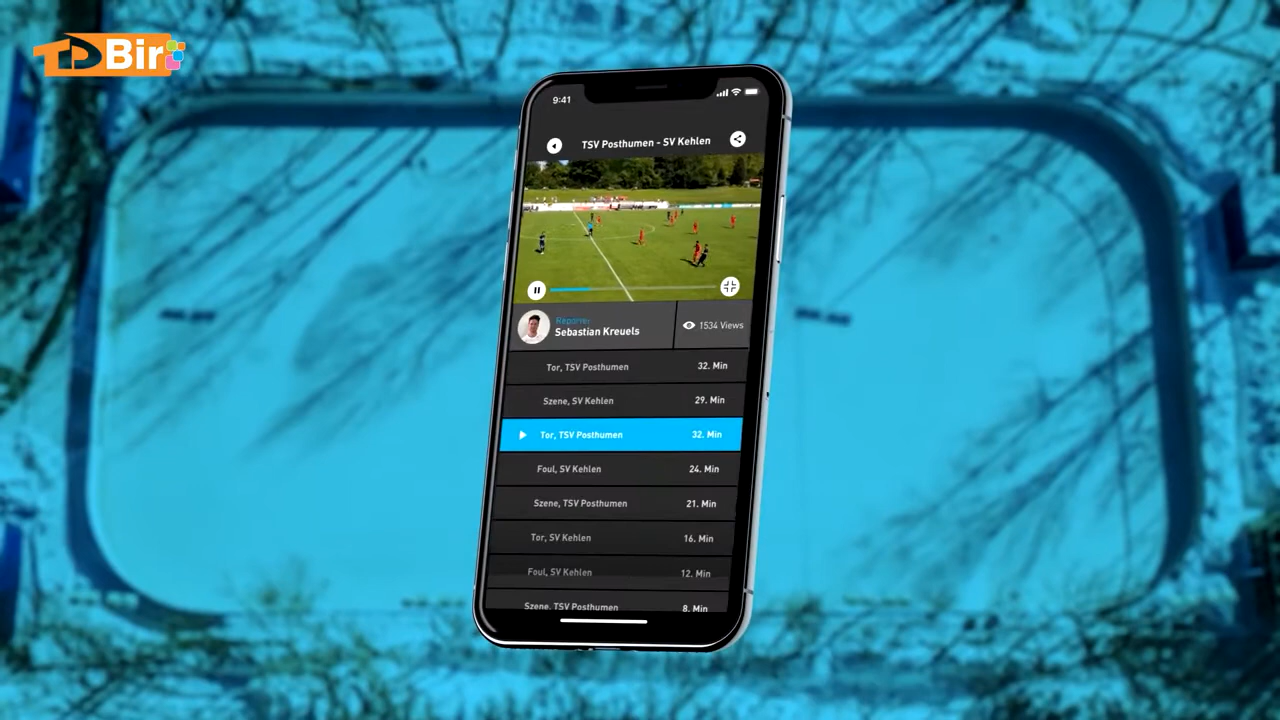 TD Bir
9:41
TSV Posthumen - SV Kehlen
Reporter
Sebastian Kreuels
1534 Views
Tor, TSV Posthumen 32. Min
Szene, SV Kehlen 29. Min
Tor, TSV Posthumen 32. Min
Foul, SV Kehlen 24. Min
Szene, TSV Posthumen 21. Min
Tor, SV Kehlen 16. Min
Foul, SV Kehlen 12. Min
Szene, TSV Posthumen 8. Min